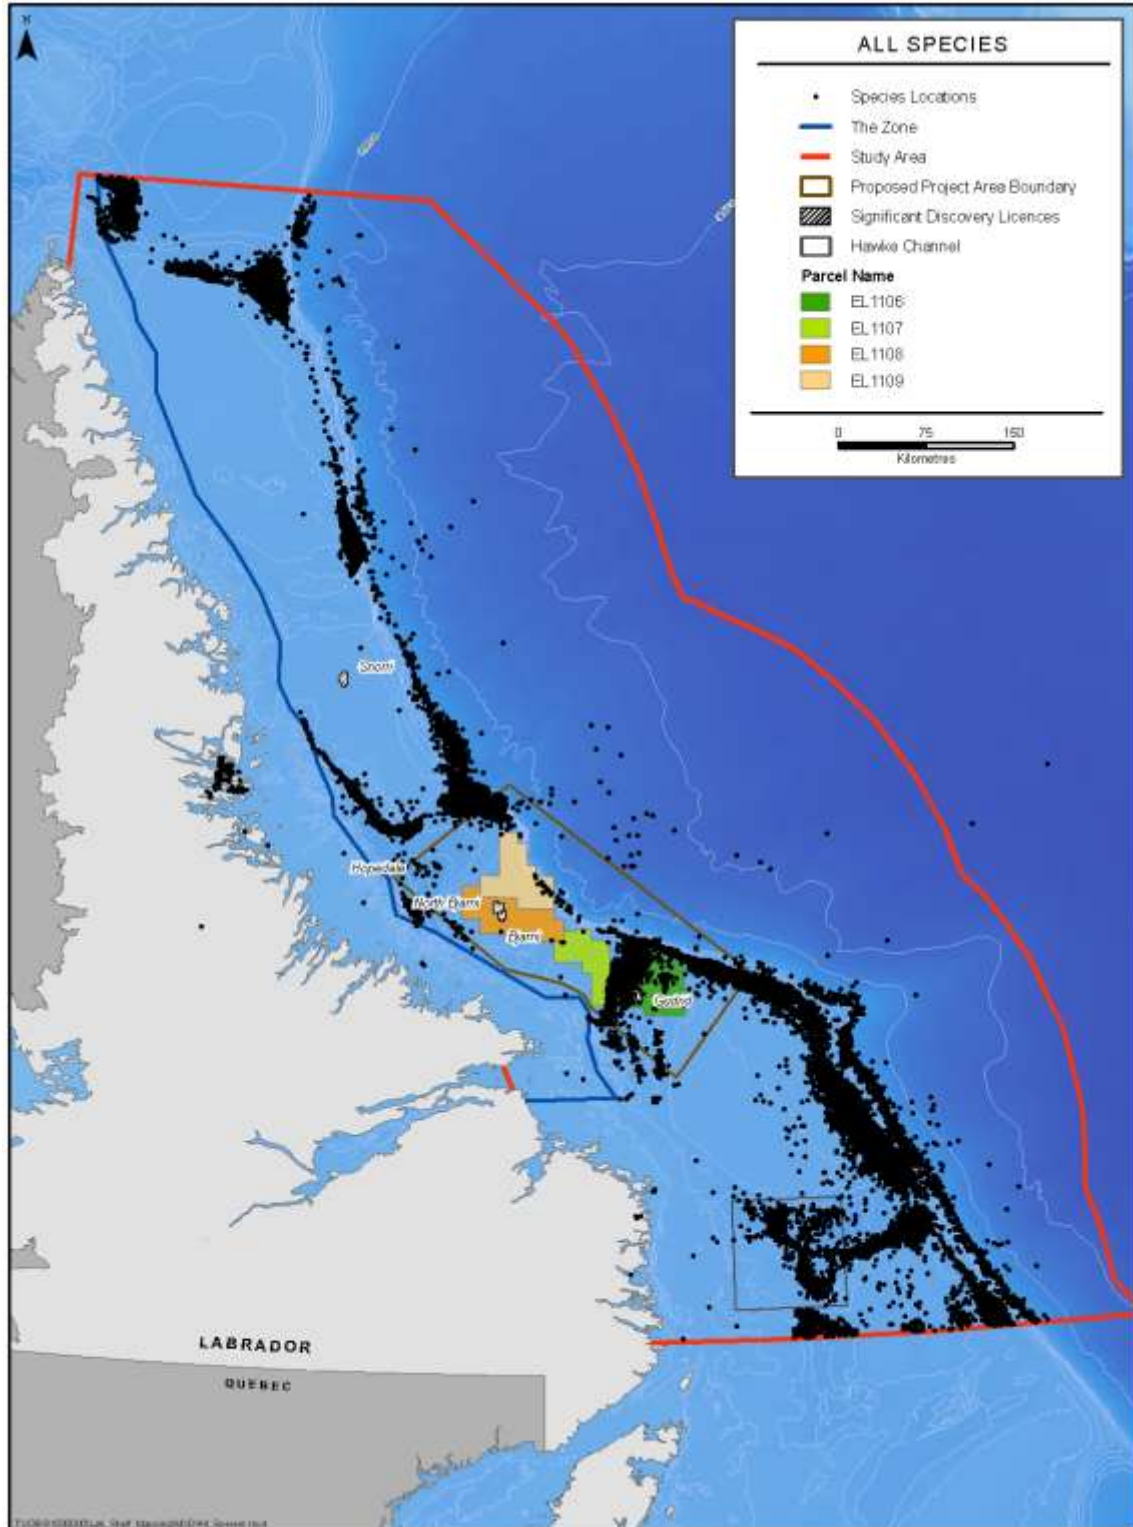 N
ALL SPECIES
Species Locations
The Zone
Study Area
Proposed Project Area Boundary
Significant Discovery Licences
Hawke Channel
Parcel Name
EL1106
EL1107
EL1108
EL1109
0 75 150
Kilometres
Snorri
Hopedale
North Bjarni
Bjarni
Gudrid
LABRADOR
QUEBEC